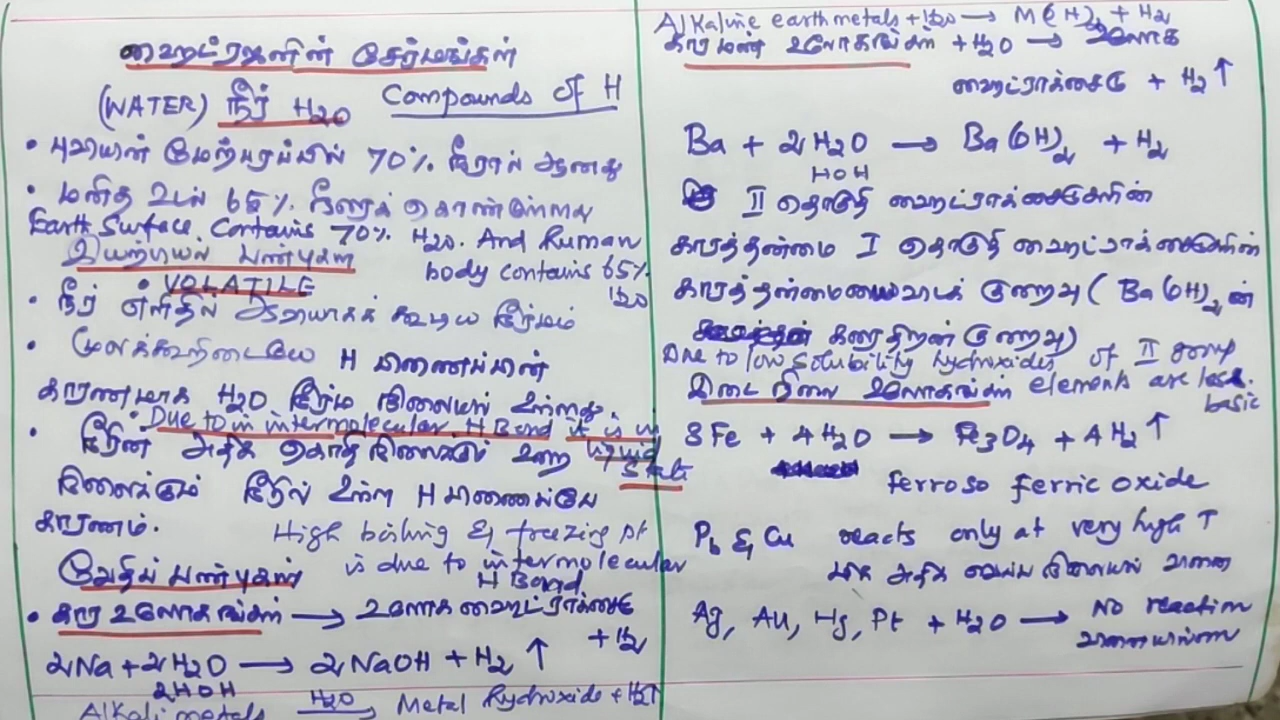 ஹைட்ரஜனின் சேர்மங்கள்
(WATER) நீர் H2O Compounds of H
• புவியின் மேற்பரப்பில் 70% நீரால் ஆனது
• மனித உடல் 65% நீரைக் கொண்டுள்ளது
Earth Surface Contains 70% H2O. And Human
body contains 65%
H2O
இயற்பியல் பண்புகள்
• VOLATILE
• நீர் எளிதில் ஆவியாகக் கூடிய சேர்மம்
• மூலக்கூறிடையே H பிணைப்பின்
காரணமாக H2O நீர்ம நிலையில் உள்ளது.
• Due to in intermolecular H Bond it is in
liquid
State
• நீரின் அதிக கொதிநிலைக்கும் உறை
நிலைக்கும் நீரில் உள்ள H பிணைப்பே
காரணம்.
High boiling & freezing pt
is due to intermolecular
H Bond
வேதிப் பண்புகள்
• கார உலோகங்கள் → உலோக ஹைட்ராக்சைடு
+ H2
2Na + 2H2O → 2NaOH + H2 ↑
2HOH
Alkali metals H2O → Metal hydroxide + H2↑
Alkaline earth metals + H2O → M(H)2 + H2
காரமண் உலோகங்கள் + H2O → உலோக
ஹைட்ராக்சைடு + H2 ↑
Ba + 2H2O → Ba(OH)2 + H2
HOH
II தொகுதி ஹைட்ராக்சைடுகளின்
காரத்தன்மை I தொகுதி ஹைட்ராக்சைடுகளின்
காரத்தன்மையைவிடக் குறைவு ( Ba(OH)2 ன்
கரைதிறன் குறைவு)
Due to low solubility hydroxides of II group
elements are less
basic
இடை நிலை உலோகங்கள்
3Fe + 4H2O → Fe3O4 + 4H2 ↑
ferroso ferric oxide
Pb & Cu reacts only at very high T
மிக அதிக வெப்ப நிலையில் வினை
Ag, Au, Hg, Pt + H2O → No reaction
வினையில்லை